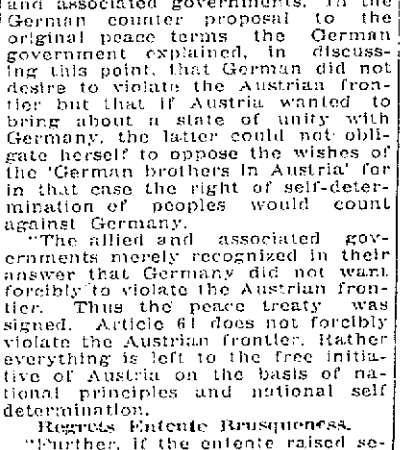 and associated governments. In the
German counter proposal to the
original peace terms the German
government explained, in discuss-
ing this point, that German did not
desire to violate the Austrian fron-
tier but that if Austria wanted to
bring about a state of unity with
Germany, the latter could not obli-
gate herself to oppose the wishes of
the 'German brothers in Austria' for
in that case the right of self-deter-
mination of peoples would count
against Germany.
"The allied and associated gov-
ernments merely recognized in their
answer that Germany did not want
forcibly to violate the Austrian fron-
tier. Thus the peace treaty was
signed. Article 61 does not forcibly
violate the Austrian frontier. Rather
everything is left to the free initia-
tive of Austria on the basis of na-
tional principles and national self
determination.
Regrets Entente Brusqueness.
"Further, if the entente raised se-